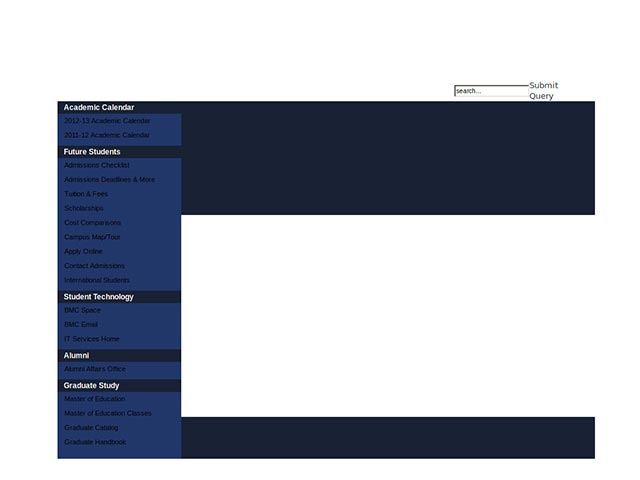 search...
Submit
Query
Academic Calendar
2012-13 Academic Calendar
2011-12 Academic Calendar
Future Students
Admissions Checklist
Admissions Deadlines & More
Tuition & Fees
Scholarships
Cost Comparisons
Campus Map/Tour
Apply Online
Contact Admissions
International Students
Student Technology
BMC Space
BMC Email
IT Services Home
Alumni
Alumni Affairs Office
Graduate Study
Master of Education
Master of Education Classes
Graduate Catalog
Graduate Handbook